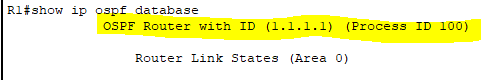 R1#show ip ospf database
OSPF Router with ID (1.1.1.1) (Process ID 100)
Router Link States (Area 0)